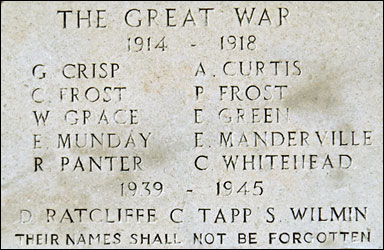 THE GREAT WAR
1914 - 1918
G CRISP A. CURTIS
C. FROST P. FROST
W GRACE E GREEN
E MUNDAY E. MANDERVILLE
R PANTER C WHITEHEAD
1939 - 1945
D RATCLIFFE C TAPP S. WILMIN
THEIR NAMES SHALL NOT BE FORGOTTEN